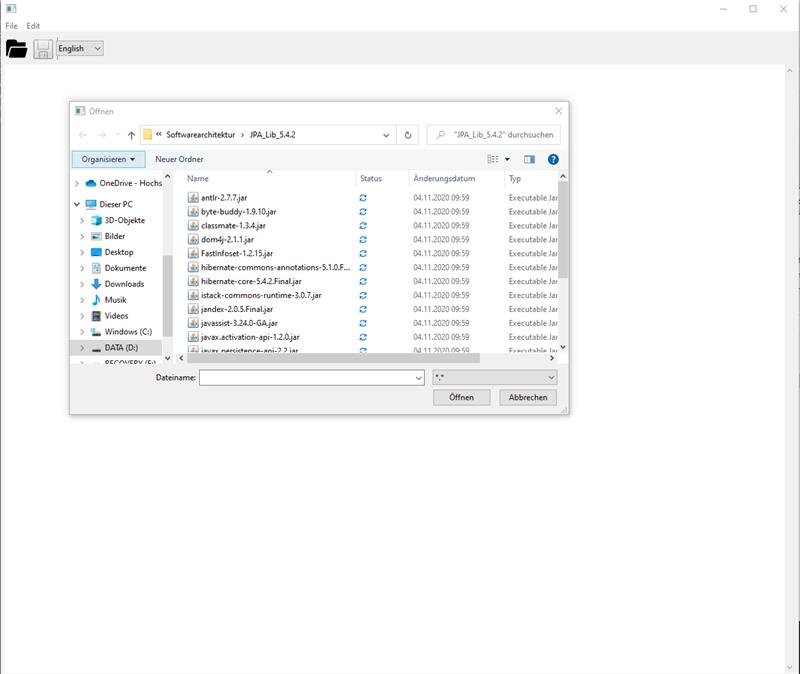 File Edit
English
Öffnen
« Softwarearchitektur › JPA_Lib_5.4.2
"JPA_Lib_5.4.2" durchsuchen
Organisieren Neuer Ordner
Name Status Änderungsdatum Typ
OneDrive - Hochs
Dieser PC
3D-Objekte
Bilder
Desktop
Dokumente
Downloads
Musik
Videos
Windows (C:)
DATA (D:)
RECOVERY (E:)
antlr-2.7.7.jar 04.11.2020 09:59 Executable Jar
byte-buddy-1.9.10.jar 04.11.2020 09:59 Executable Jar
classmate-1.3.4.jar 04.11.2020 09:59 Executable Jar
dom4j-2.1.1.jar 04.11.2020 09:59 Executable Jar
FastInfoset-1.2.15.jar 04.11.2020 09:59 Executable Jar
hibernate-commons-annotations-5.1.0.F... 04.11.2020 09:59 Executable Jar
hibernate-core-5.4.2.Final.jar 04.11.2020 09:59 Executable Jar
istack-commons-runtime-3.0.7.jar 04.11.2020 09:59 Executable Jar
jandex-2.0.5.Final.jar 04.11.2020 09:59 Executable Jar
javassist-3.24.0-GA.jar 04.11.2020 09:59 Executable Jar
javax.activation-api-1.2.0.jar 04.11.2020 09:59 Executable Jar
javax.persistence-api-2.2.jar 04.11.2020 09:59 Executable Jar
Dateiname: *.*
Öffnen Abbrechen